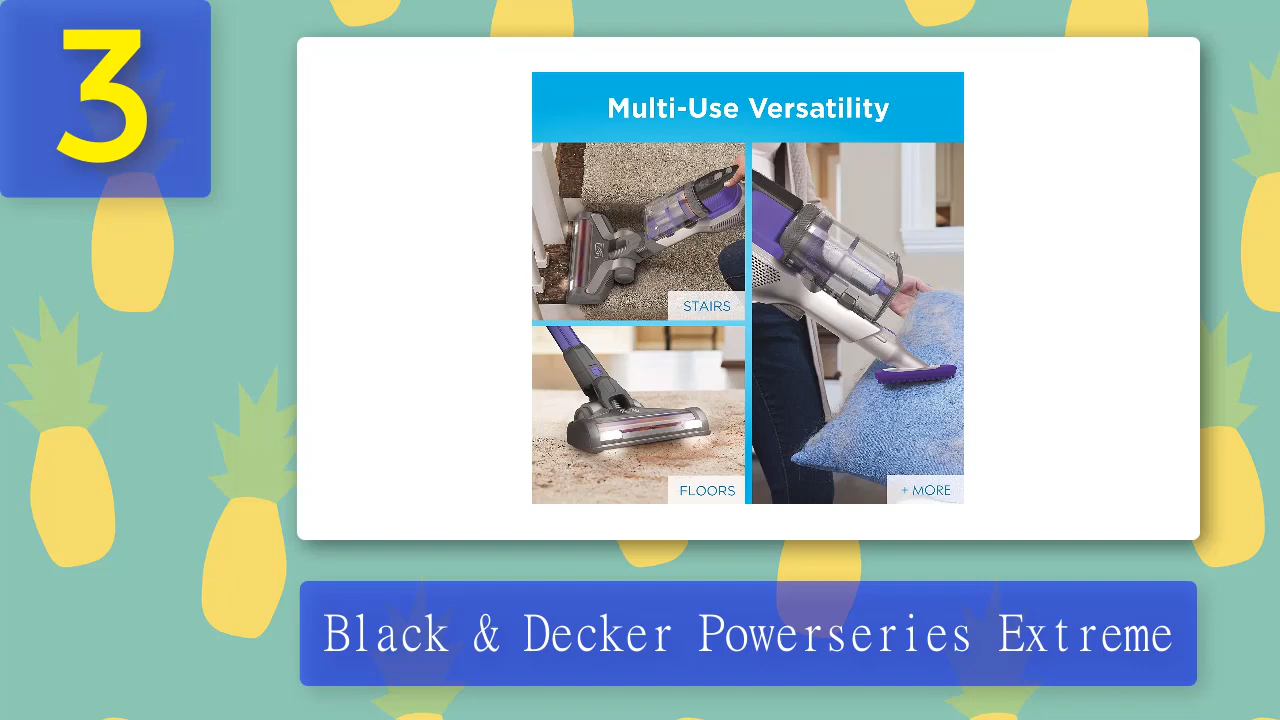 3
Multi-Use Versatility
STAIRS
FLOORS
+ MORE
Black & Decker Powerseries Extreme